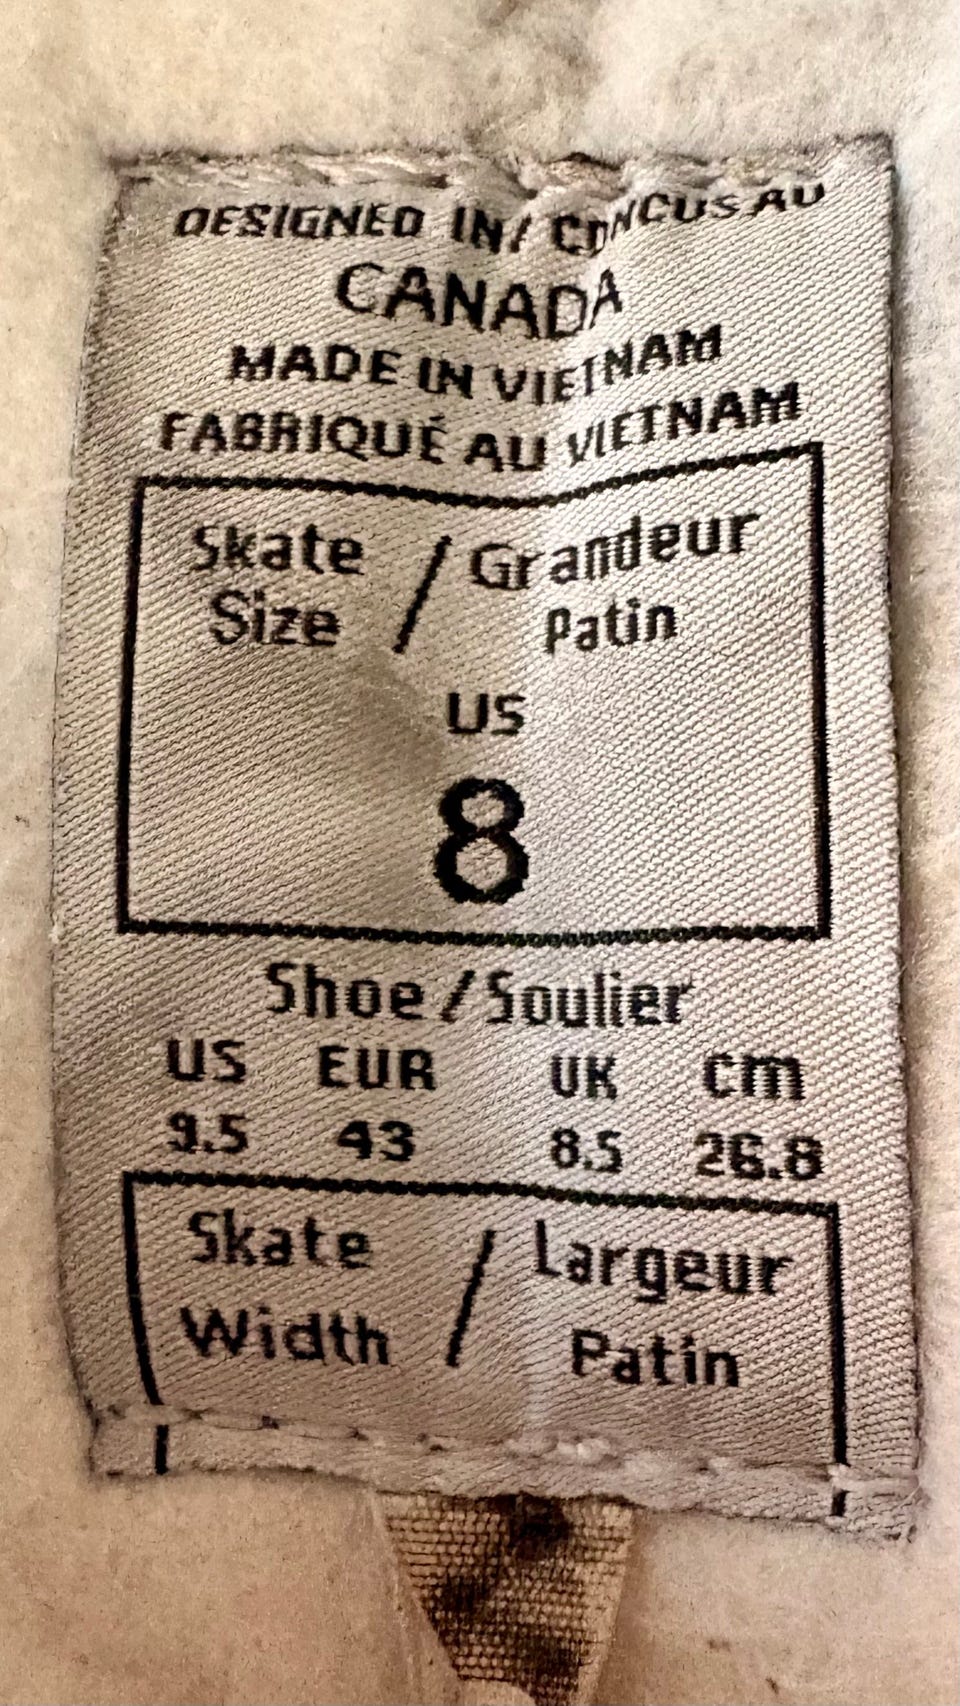 DESIGNED IN / CONCUS AU
CANADA
MADE IN VIETNAM
FABRIQUÉ AU VIETNAM
Skate Size / Grandeur Patin
US
8
Shoe / Soulier
US EUR UK cm
9.5 43 8.5 26.8
Skate Width / Largeur Patin